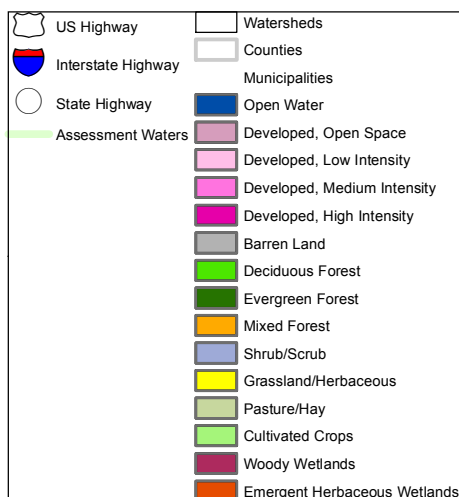 US Highway
Interstate Highway
State Highway
Assessment Waters
Watersheds
Counties
Municipalities
Open Water
Developed, Open Space
Developed, Low Intensity
Developed, Medium Intensity
Developed, High Intensity
Barren Land
Deciduous Forest
Evergreen Forest
Mixed Forest
Shrub/Scrub
Grassland/Herbaceous
Pasture/Hay
Cultivated Crops
Woody Wetlands
Emergent Herbaceous Wetlands